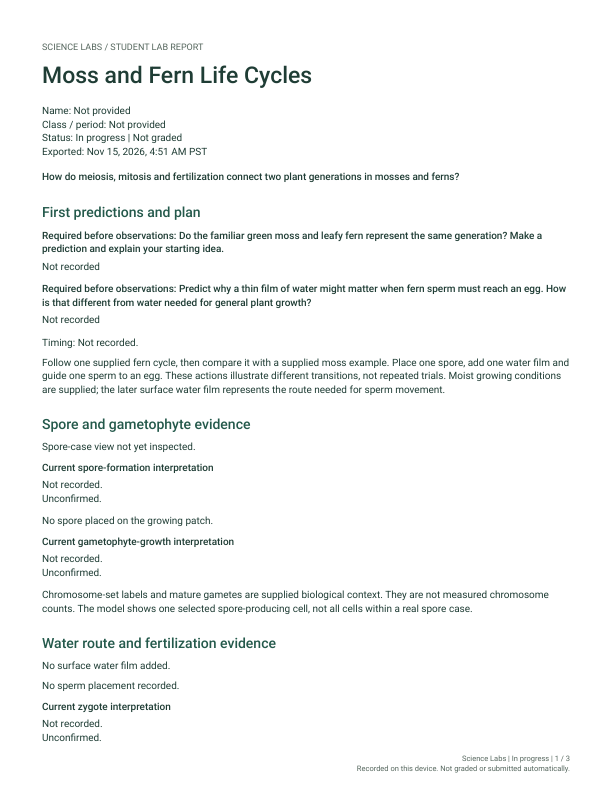 SCIENCE LABS / STUDENT LAB REPORT
Moss and Fern Life Cycles
Name: Not provided
Class / period: Not provided
Status: In progress | Not graded
Exported: Nov 15, 2026, 4:51 AM PST
How do meiosis, mitosis and fertilization connect two plant generations in mosses and ferns?
First predictions and plan
Required before observations: Do the familiar green moss and leafy fern represent the same generation? Make a
prediction and explain your starting idea.
Not recorded
Required before observations: Predict why a thin film of water might matter when fern sperm must reach an egg. How
is that different from water needed for general plant growth?
Not recorded
Timing: Not recorded.
Follow one supplied fern cycle, then compare it with a supplied moss example. Place one spore, add one water film and
guide one sperm to an egg. These actions illustrate different transitions, not repeated trials. Moist growing conditions
are supplied; the later surface water film represents the route needed for sperm movement.
Spore and gametophyte evidence
Spore-case view not yet inspected.
Current spore-formation interpretation
Not recorded.
Unconfirmed.
No spore placed on the growing patch.
Current gametophyte-growth interpretation
Not recorded.
Unconfirmed.
Chromosome-set labels and mature gametes are supplied biological context. They are not measured chromosome
counts. The model shows one selected spore-producing cell, not all cells within a real spore case.
Water route and fertilization evidence
No surface water film added.
No sperm placement recorded.
Current zygote interpretation
Not recorded.
Unconfirmed.
Science Labs | In progress | 1 / 3
Recorded on this device. Not graded or submitted automatically.